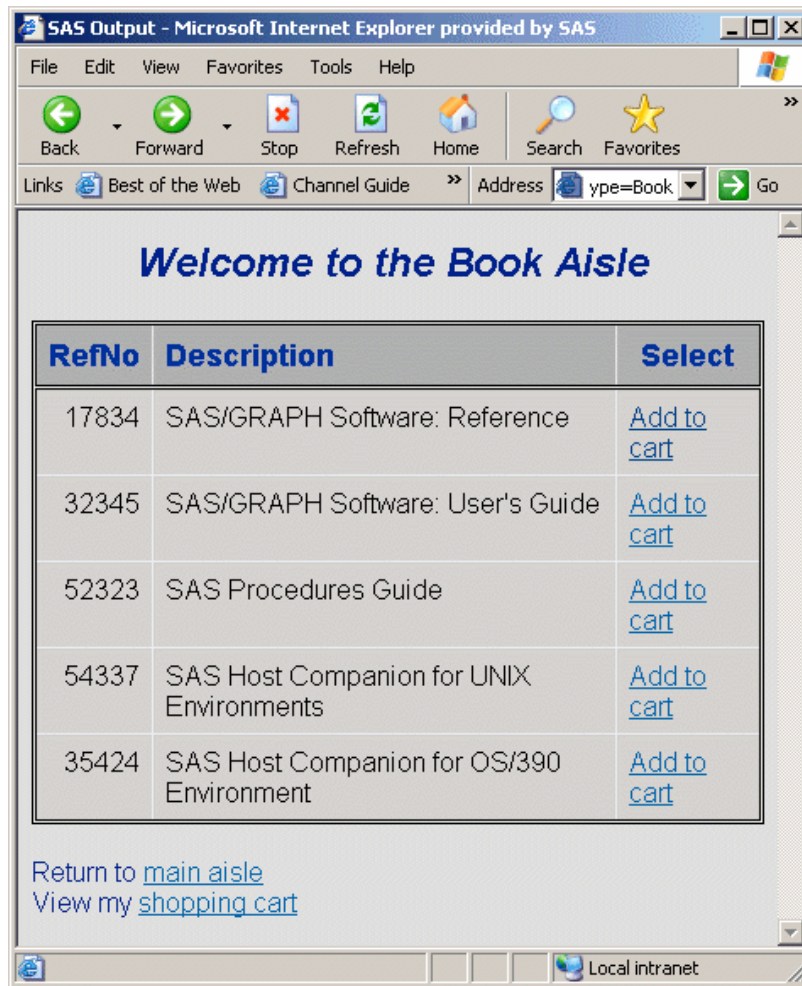 SAS Output - Microsoft Internet Explorer provided by SAS
File Edit View Favorites Tools Help
Back Forward Stop Refresh Home Search Favorites »
Links Best of the Web Channel Guide » Address ype=Book Go
Welcome to the Book Aisle
RefNo Description Select
17834 SAS/GRAPH Software: Reference Add to
cart
32345 SAS/GRAPH Software: User's Guide Add to
cart
52323 SAS Procedures Guide Add to
cart
54337 SAS Host Companion for UNIX Add to
Environments cart
35424 SAS Host Companion for OS/390 Add to
Environment cart
Return to main aisle
View my shopping cart
Local intranet